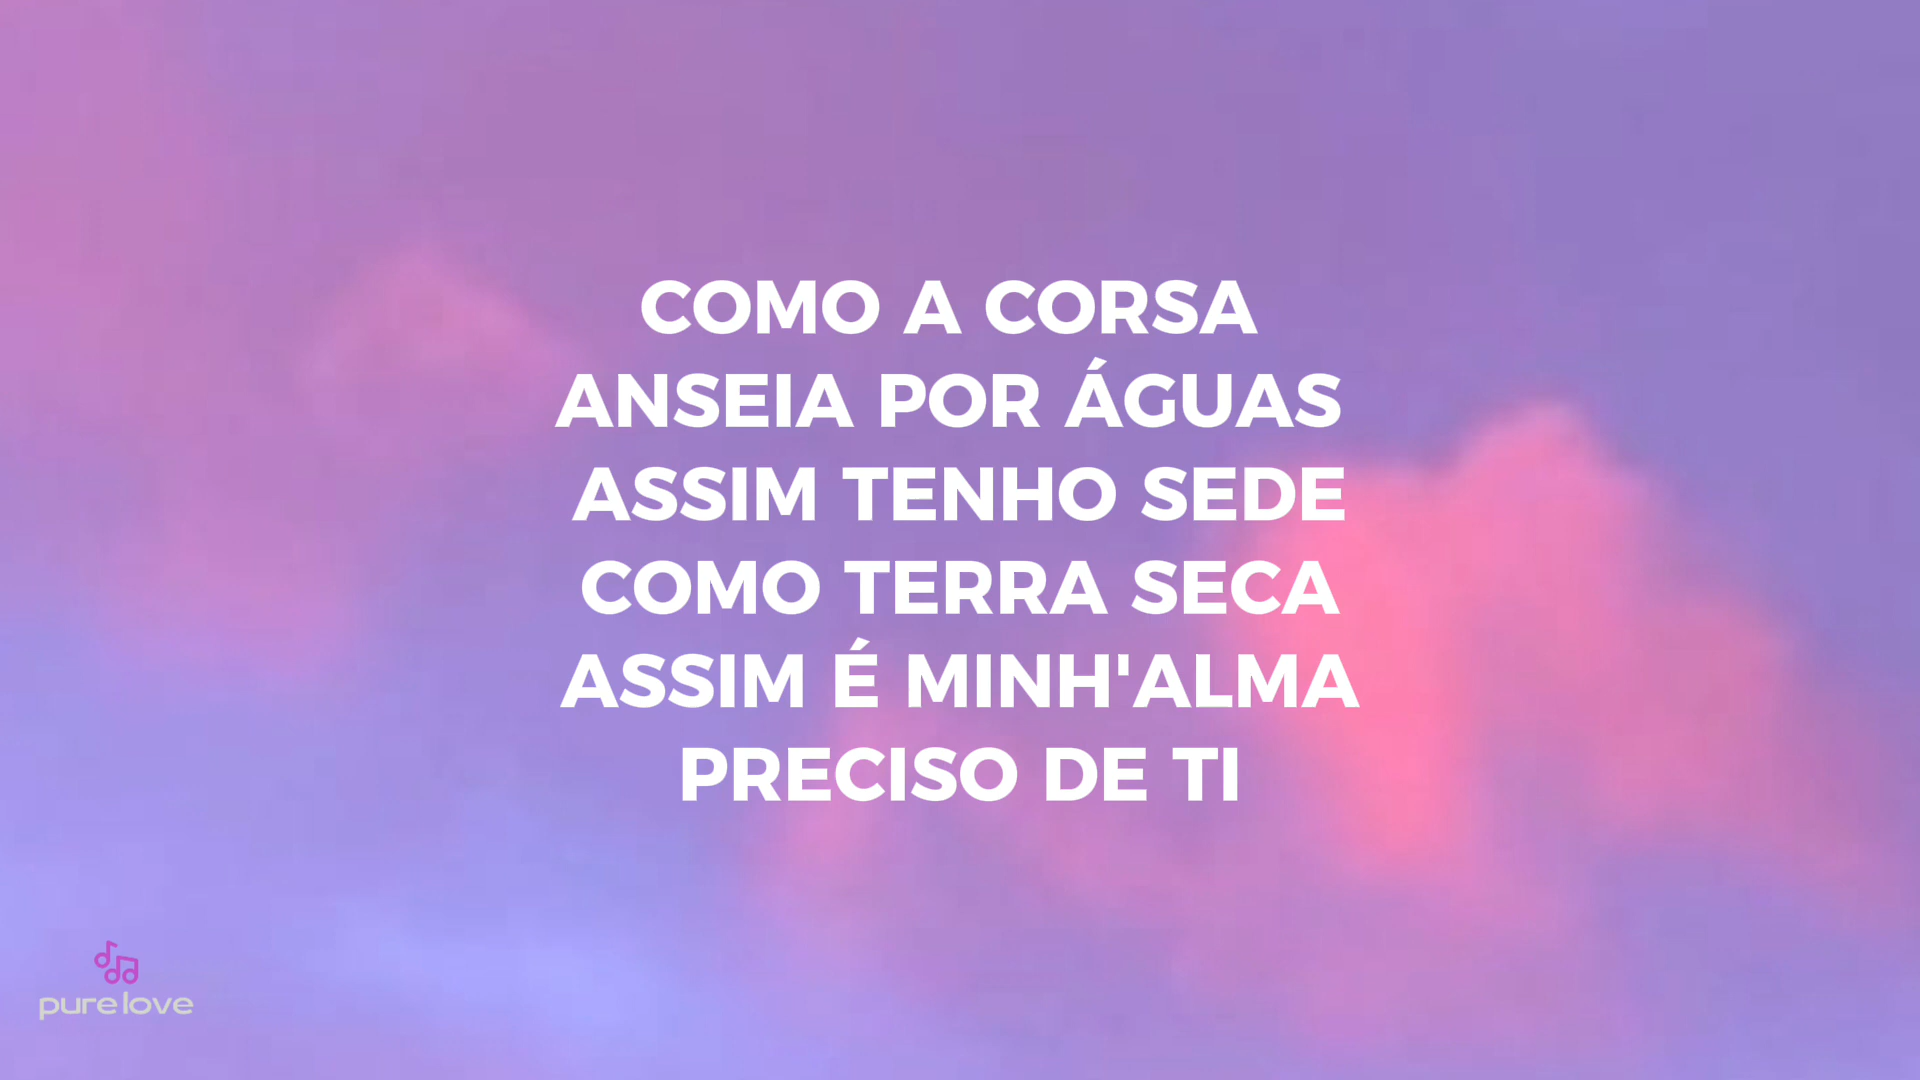 COMO A CORSA
ANSEIA POR ÁGUAS
ASSIM TENHO SEDE
COMO TERRA SECA
ASSIM É MINH'ALMA
PRECISO DE TI
pure love